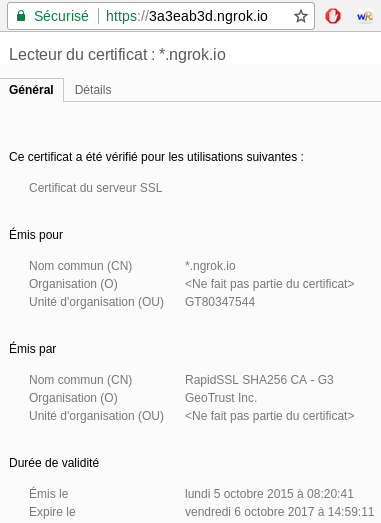 Sécurisé https://3a3eab3d.ngrok.io
Lecteur du certificat : *.ngrok.io
Général Détails
Ce certificat a été vérifié pour les utilisations suivantes :
Certificat du serveur SSL
Émis pour
Nom commun (CN) *.ngrok.io
Organisation (O) <Ne fait pas partie du certificat>
Unité d'organisation (OU) GT80347544
Émis par
Nom commun (CN) RapidSSL SHA256 CA - G3
Organisation (O) GeoTrust Inc.
Unité d'organisation (OU) <Ne fait pas partie du certificat>
Durée de validité
Émis le lundi 5 octobre 2015 à 08:20:41
Expire le vendredi 6 octobre 2017 à 14:59:11